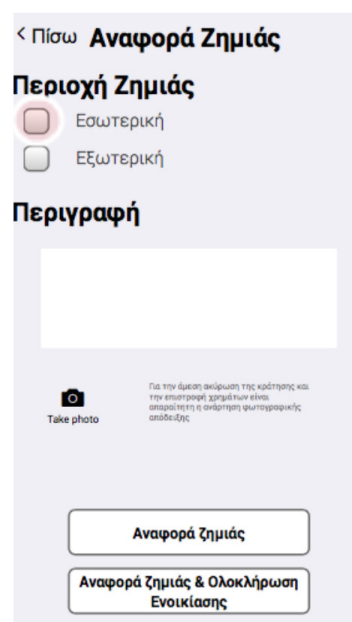 < Πίσω Αναφορά Ζημιάς
Περιοχή Ζημιάς
Εσωτερική
Εξωτερική
Περιγραφή
Για την άμεση ακύρωση της κράτησης και
την επιστροφή χρημάτων είναι
απαραίτητη η ανάρτηση φωτογραφικής
απόδειξης
Take photo
Αναφορά ζημιάς
Αναφορά ζημιάς & Ολοκλήρωση
Ενοικίασης